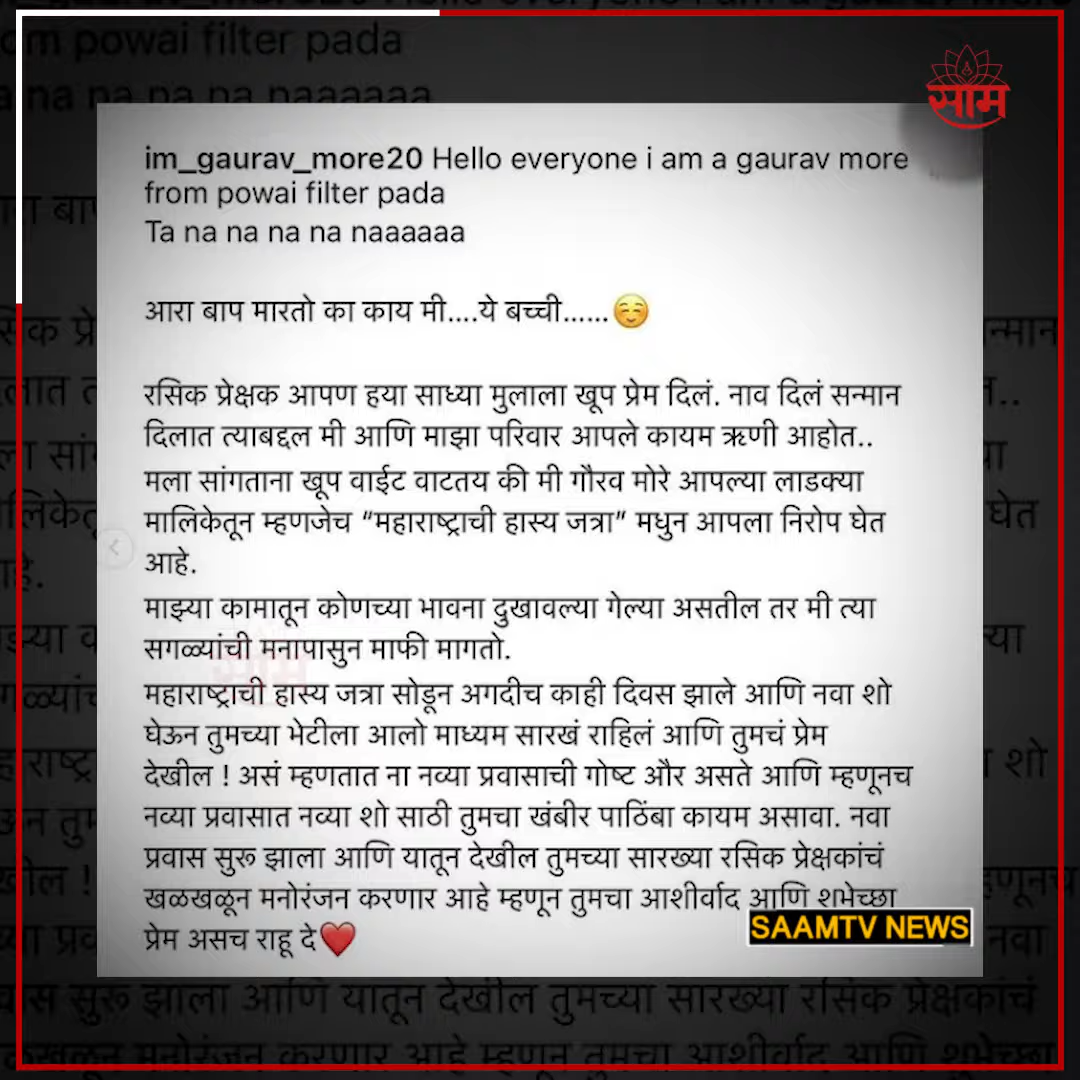 साम
im_gaurav_more20 Hello everyone i am a gaurav more
from powai filter pada
Ta na na na na naaaaaa
आरा बाप मारतो का काय मी....ये बच्ची......☺️
रसिक प्रेक्षक आपण हया साध्या मुलाला खूप प्रेम दिलं. नाव दिलं सन्मान
दिलात त्याबद्दल मी आणि माझा परिवार आपले कायम ऋणी आहोत..
मला सांगताना खूप वाईट वाटतय की मी गौरव मोरे आपल्या लाडक्या
मालिकेतून म्हणजेच “महाराष्ट्राची हास्य जत्रा” मधुन आपला निरोप घेत
आहे.
माझ्या कामातून कोणच्या भावना दुखावल्या गेल्या असतील तर मी त्या
सगळ्यांची मनापासुन माफी मागतो.
महाराष्ट्राची हास्य जत्रा सोडून अगदीच काही दिवस झाले आणि नवा शो
घेऊन तुमच्या भेटीला आलो माध्यम सारखं राहिलं आणि तुमचं प्रेम
देखील ! असं म्हणतात ना नव्या प्रवासाची गोष्ट और असते आणि म्हणूनच
नव्या प्रवासात नव्या शो साठी तुमचा खंबीर पाठिंबा कायम असावा. नवा
प्रवास सुरू झाला आणि यातून देखील तुमच्या सारख्या रसिक प्रेक्षकांचं
खळखळून मनोरंजन करणार आहे म्हणून तुमचा आशीर्वाद आणि शुभेच्छा
प्रेम असच राहू दे❤️
SAAMTV NEWS